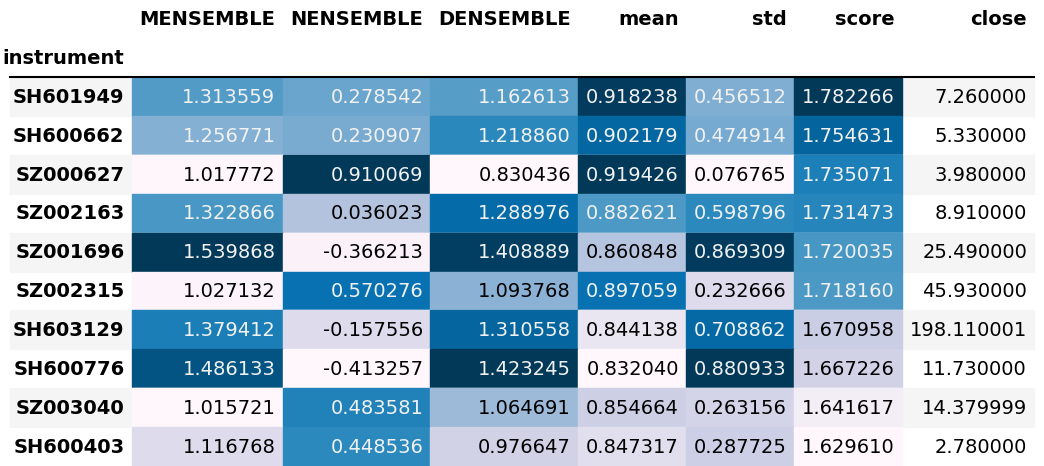 MENSEMBLE NENSEMBLE DENSEMBLE mean std score close
instrument
SH601949 1.313559 0.278542 1.162613 0.918238 0.456512 1.782266 7.260000
SH600662 1.256771 0.230907 1.218860 0.902179 0.474914 1.754631 5.330000
SZ000627 1.017772 0.910069 0.830436 0.919426 0.076765 1.735071 3.980000
SZ002163 1.322866 0.036023 1.288976 0.882621 0.598796 1.731473 8.910000
SZ001696 1.539868 -0.366213 1.408889 0.860848 0.869309 1.720035 25.490000
SZ002315 1.027132 0.570276 1.093768 0.897059 0.232666 1.718160 45.930000
SH603129 1.379412 -0.157556 1.310558 0.844138 0.708862 1.670958 198.110001
SH600776 1.486133 -0.413257 1.423245 0.832040 0.880933 1.667226 11.730000
SZ003040 1.015721 0.483581 1.064691 0.854664 0.263156 1.641617 14.379999
SH600403 1.116768 0.448536 0.976647 0.847317 0.287725 1.629610 2.780000